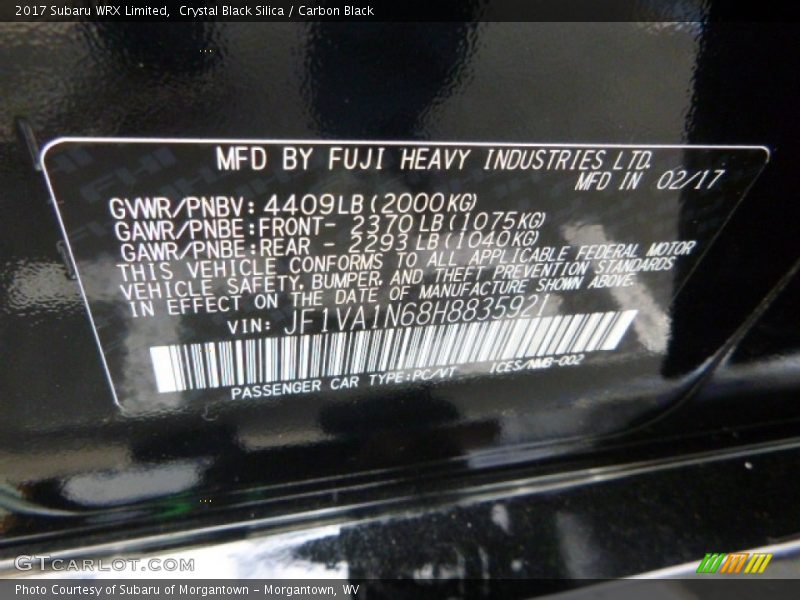 2017 Subaru WRX Limited, Crystal Black Silica / Carbon Black
MFD BY FUJI HEAVY INDUSTRIES LTD.
MFD IN 02/17
GVWR/PNBV: 4409LB(2000KG)
GAWR/PNBE:FRONT- 2370LB(1075KG)
GAWR/PNBE:REAR - 2293LB(1040KG)
THIS VEHICLE CONFORMS TO ALL APPLICABLE FEDERAL MOTOR
VEHICLE SAFETY, BUMPER, AND THEFT PREVENTION STANDARDS
IN EFFECT ON THE DATE OF MANUFACTURE SHOWN ABOVE.
VIN: JF1VA1N68H8835921
PASSENGER CAR TYPE:PC/VT ICES/NMB-002
GTCARLOT.COM
Photo Courtesy of Subaru of Morgantown - Morgantown, WV